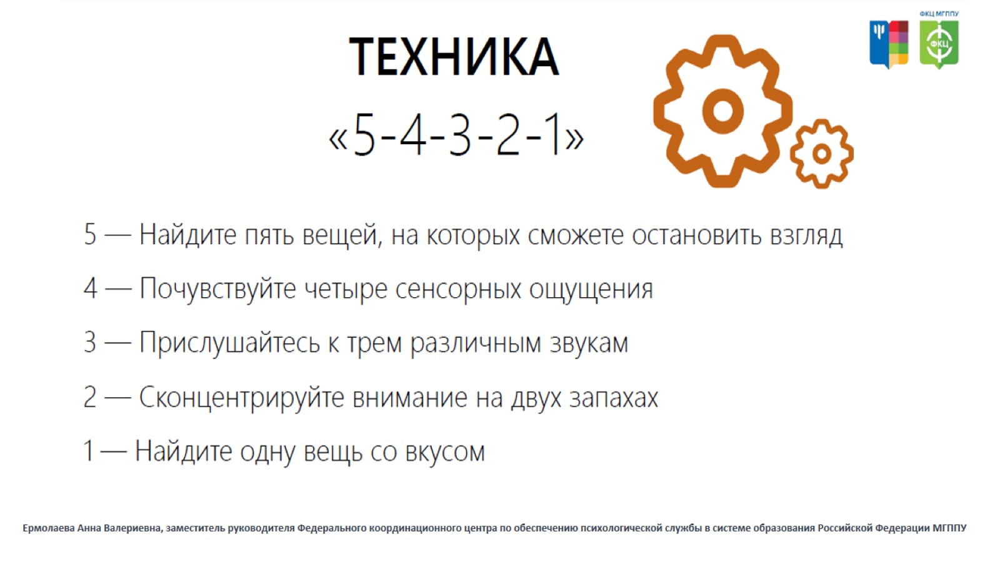 ФКЦ МГППУ
ФКЦ
ТЕХНИКА
«5-4-3-2-1»
5 — Найдите пять вещей, на которых сможете остановить взгляд
4 — Почувствуйте четыре сенсорных ощущения
3 — Прислушайтесь к трем различным звукам
2 — Сконцентрируйте внимание на двух запахах
1 — Найдите одну вещь со вкусом
Ермолаева Анна Валериевна, заместитель руководителя Федерального координационного центра по обеспечению психологической службы в системе образования Российской Федерации МГППУ